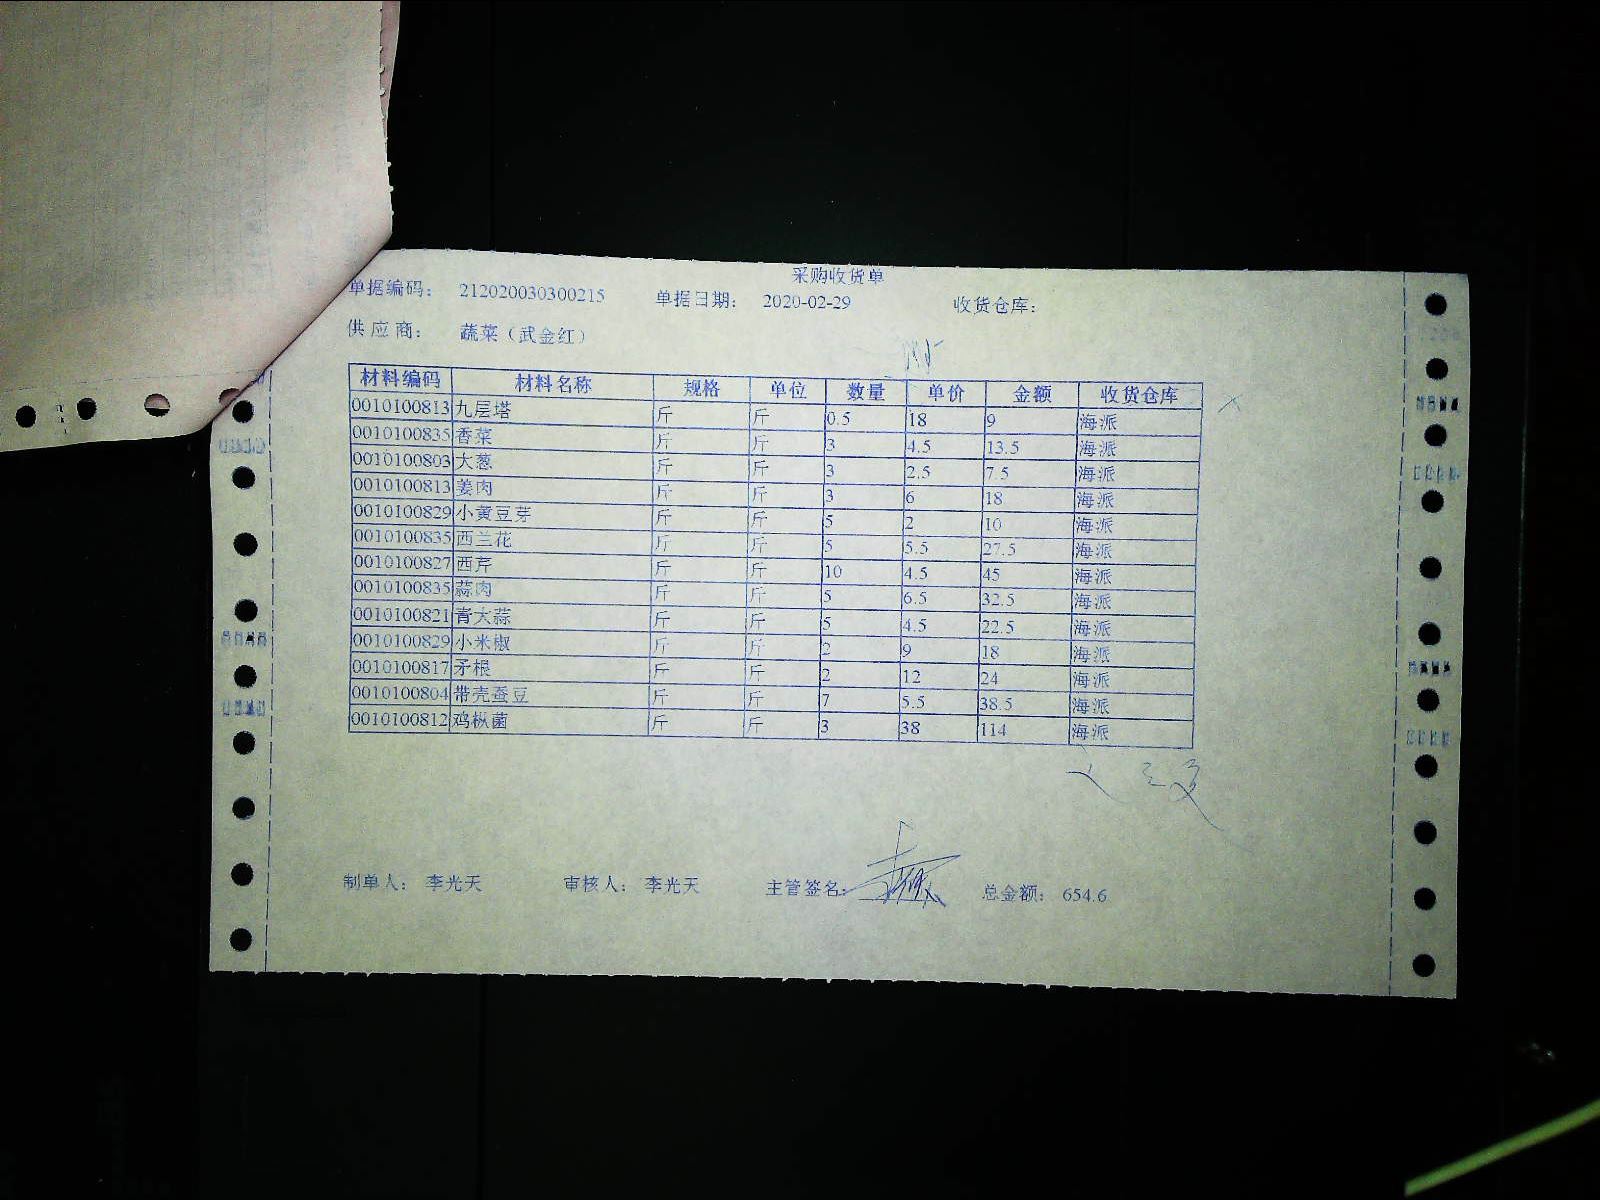 采购收货单
单据编码： 212020030300215 单据日期： 2020-02-29 收货仓库：
供应商： 蔬菜（武金红）
材料编码 材料名称 规格 单位 数量 单价 金额 收货仓库
0010100813 九层塔 斤 斤 0.5 18 9 海派
0010100835 香菜 斤 斤 3 4.5 13.5 海派
0010100803 大葱 斤 斤 3 2.5 7.5 海派
0010100813 姜肉 斤 斤 3 6 18 海派
0010100829 小黄豆芽 斤 斤 5 2 10 海派
0010100835 西兰花 斤 斤 5 5.5 27.5 海派
0010100827 西芹 斤 斤 10 4.5 45 海派
0010100835 蒜肉 斤 斤 5 6.5 32.5 海派
0010100821 青大蒜 斤 斤 5 4.5 22.5 海派
0010100829 小米椒 斤 斤 2 9 18 海派
0010100817 矛根 斤 斤 2 12 24 海派
0010100804 带壳蚕豆 斤 斤 7 5.5 38.5 海派
0010100812 鸡枞菌 斤 斤 3 38 114 海派
制单人： 李光天 审核人： 李光天 主管签名： 总金额： 654.6